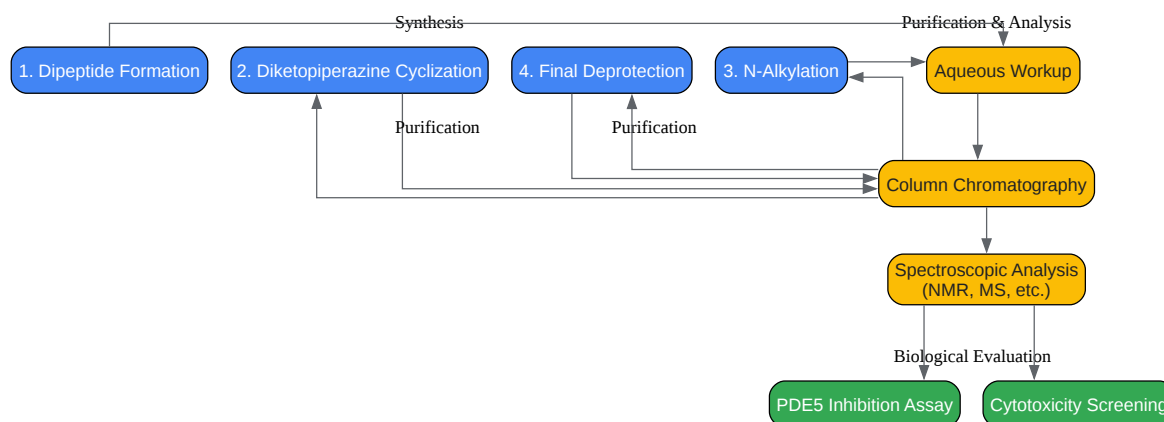 Synthesis
Purification & Analysis
1. Dipeptide Formation
2. Diketopiperazine Cyclization
4. Final Deprotection
3. N-Alkylation
Aqueous Workup
Purification
Purification
Column Chromatography
Spectroscopic Analysis
(NMR, MS, etc.)
Biological Evaluation
PDE5 Inhibition Assay
Cytotoxicity Screening